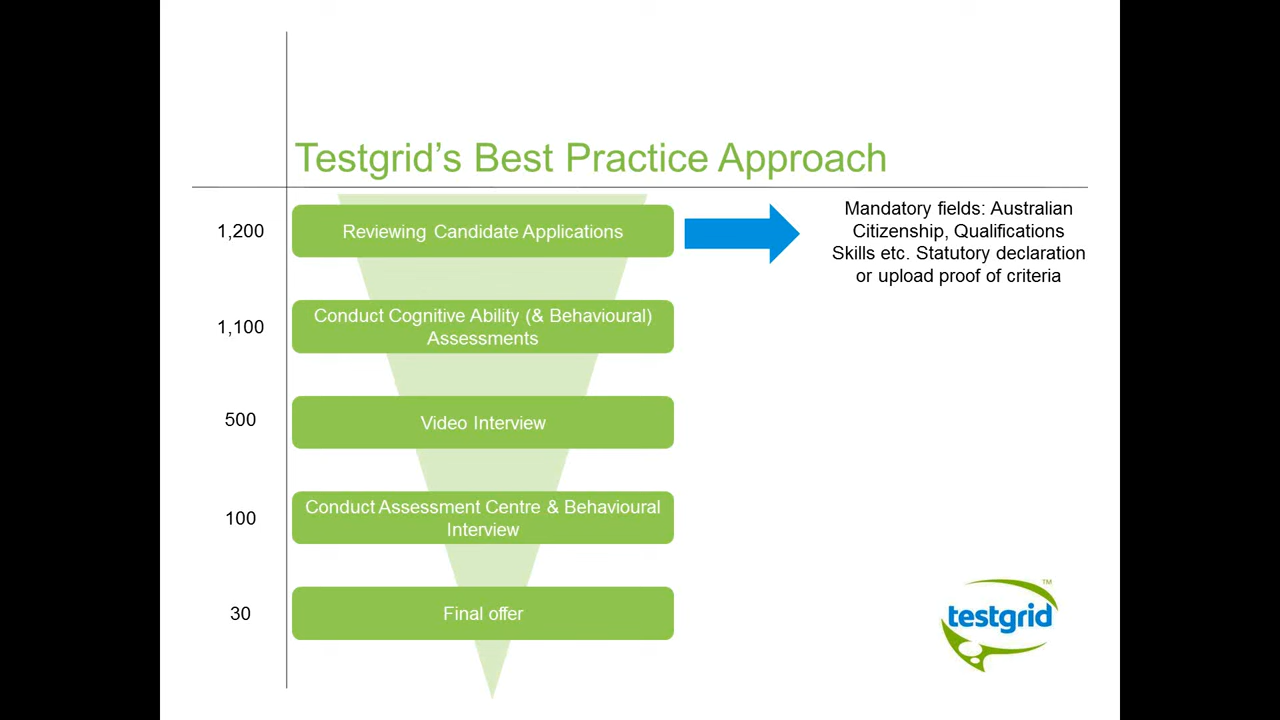 Testgrid's Best Practice Approach
1,200
Reviewing Candidate Applications
Mandatory fields: Australian
Citizenship, Qualifications
Skills etc. Statutory declaration
or upload proof of criteria
1,100
Conduct Cognitive Ability (& Behavioural)
Assessments
500
Video Interview
100
Conduct Assessment Centre & Behavioural
Interview
30
Final offer
testgrid™